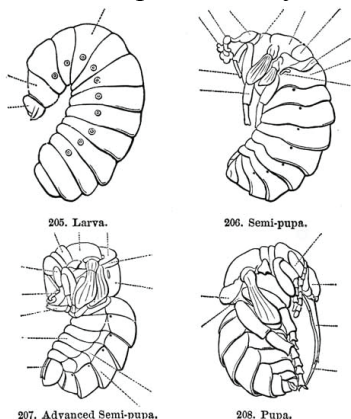 205. Larva.
206. Semi-pupa.
207. Advanced Semi-pupa.
208. Pupa.